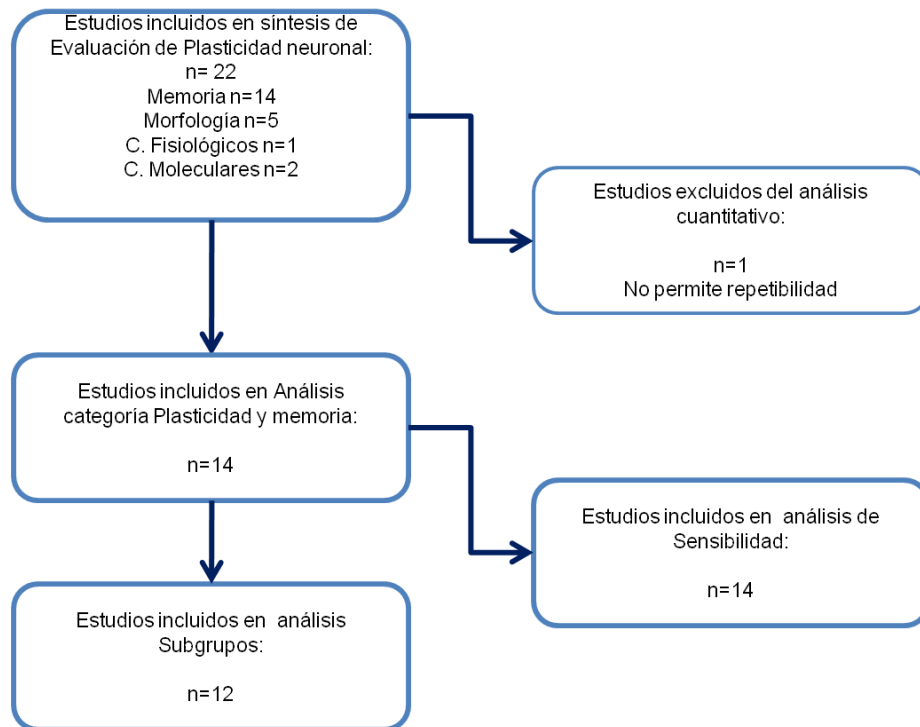 Estudios incluidos en síntesis de
Evaluación de Plasticidad neuronal:
n= 22
Memoria n=14
Morfología n=5
C. Fisiológicos n=1
C. Moleculares n=2
Estudios excluidos del análisis
cuantitativo:
n=1
No permite repetibilidad
Estudios incluidos en Análisis
categoría Plasticidad y memoria:
n=14
Estudios incluidos en análisis de
Sensibilidad:
n=14
Estudios incluidos en análisis
Subgrupos:
n=12